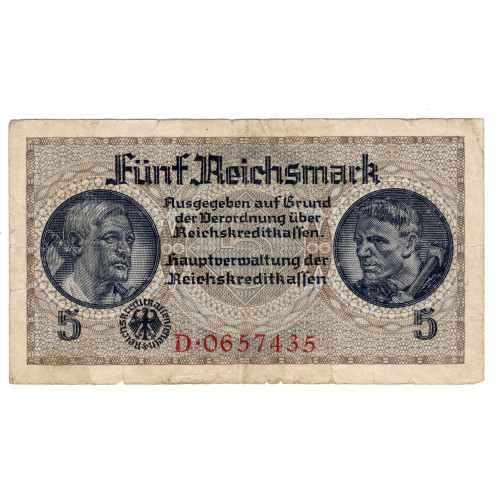 Fünf Reichsmark
Ausgegeben auf Grund
der Verordnung über
Reichskreditkassen.
Hauptverwaltung der
Reichskreditkassen
5
5
D·0657435